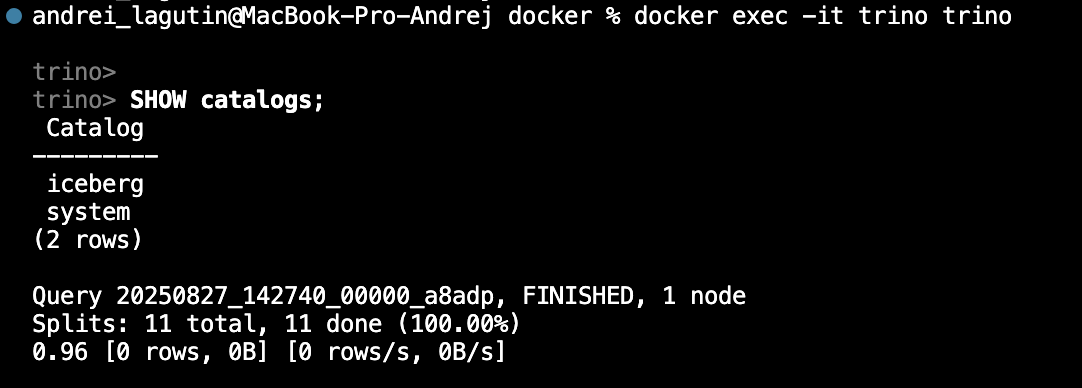 andrei_lagutin@MacBook-Pro-Andrej docker % docker exec -it trino trino
trino>
trino> SHOW catalogs;
Catalog
---------
iceberg
system
(2 rows)
Query 20250827_142740_00000_a8adp, FINISHED, 1 node
Splits: 11 total, 11 done (100.00%)
0.96 [0 rows, 0B] [0 rows/s, 0B/s]